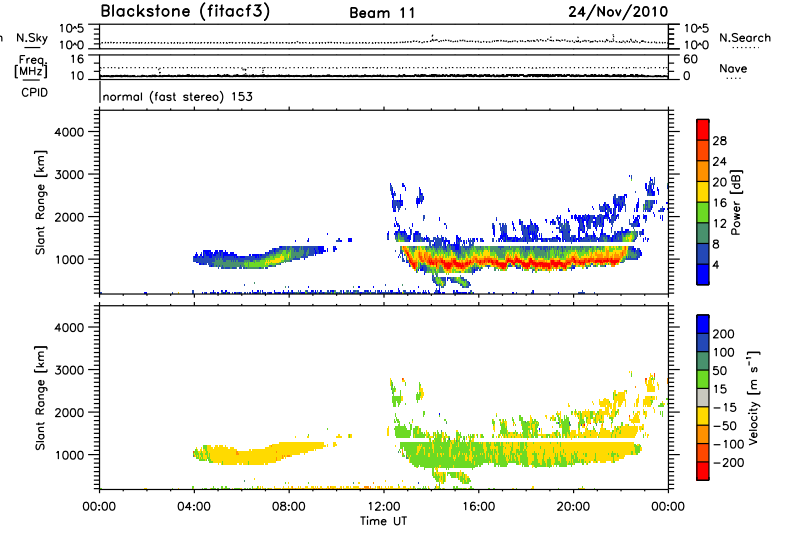 Blackstone (fitacf3) Beam 11 24/Nov/2010
N.Sky 10^5 10^0 10^5 10^0 N.Search
Freq. [MHz] 16 10 60 0 Nave
CPID normal (fast stereo) 153
Slant Range [km] 4000 3000 2000 1000
Power [dB] 28 24 20 16 12 8 4
Slant Range [km] 4000 3000 2000 1000
Velocity [m s⁻¹] 200 100 50 15 −15 −50 −100 −200
00:00 04:00 08:00 12:00 16:00 20:00 00:00
Time UT